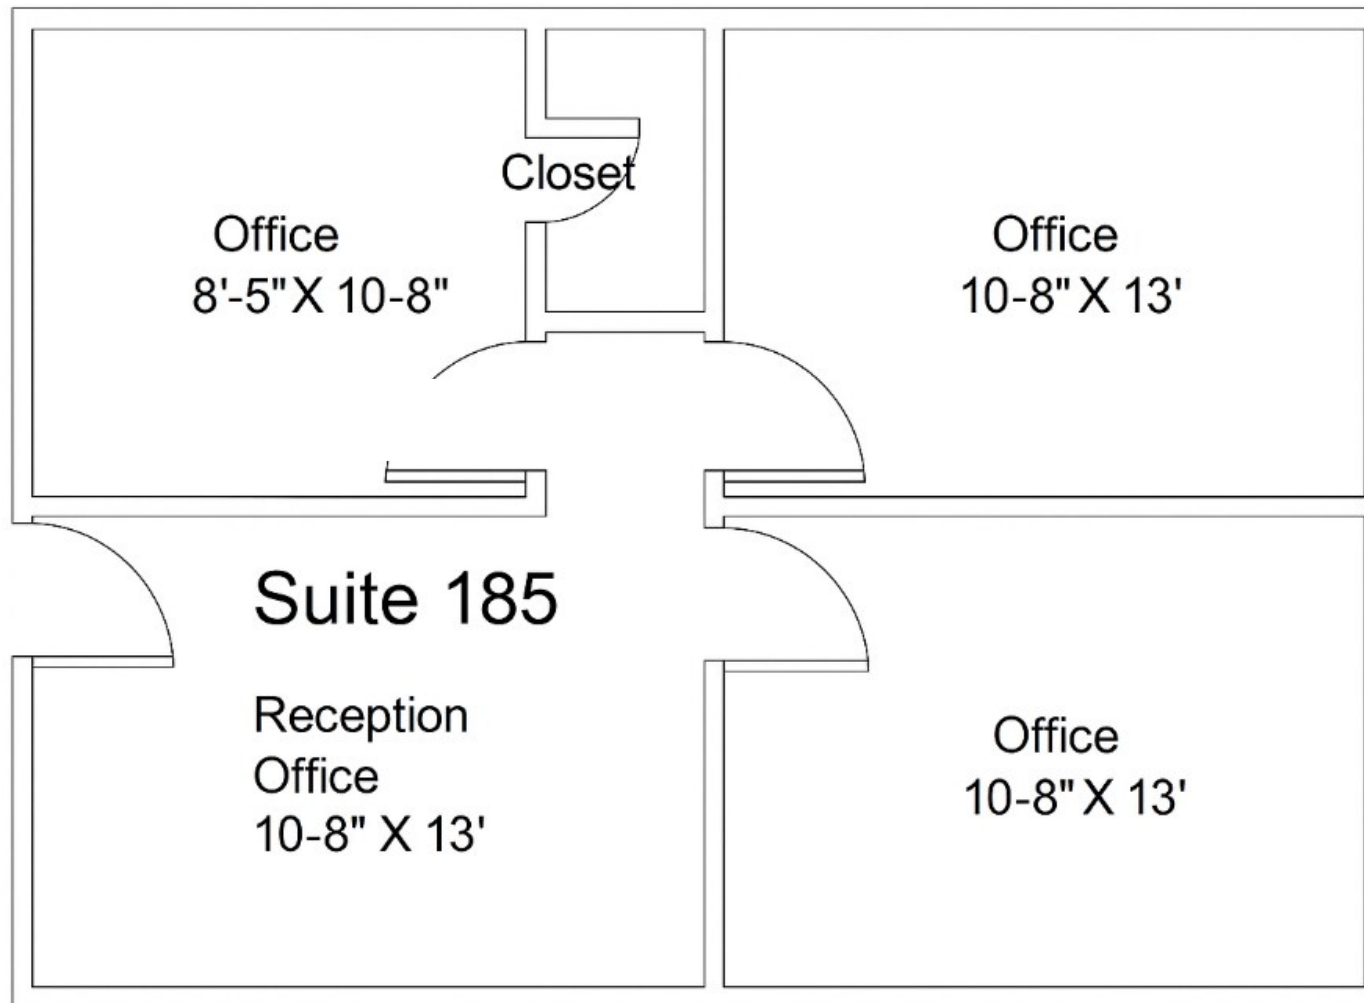 Closet
Office
8'-5" X 10-8"
Office
10-8" X 13'
Suite 185
Reception
Office
10-8" X 13'
Office
10-8" X 13'